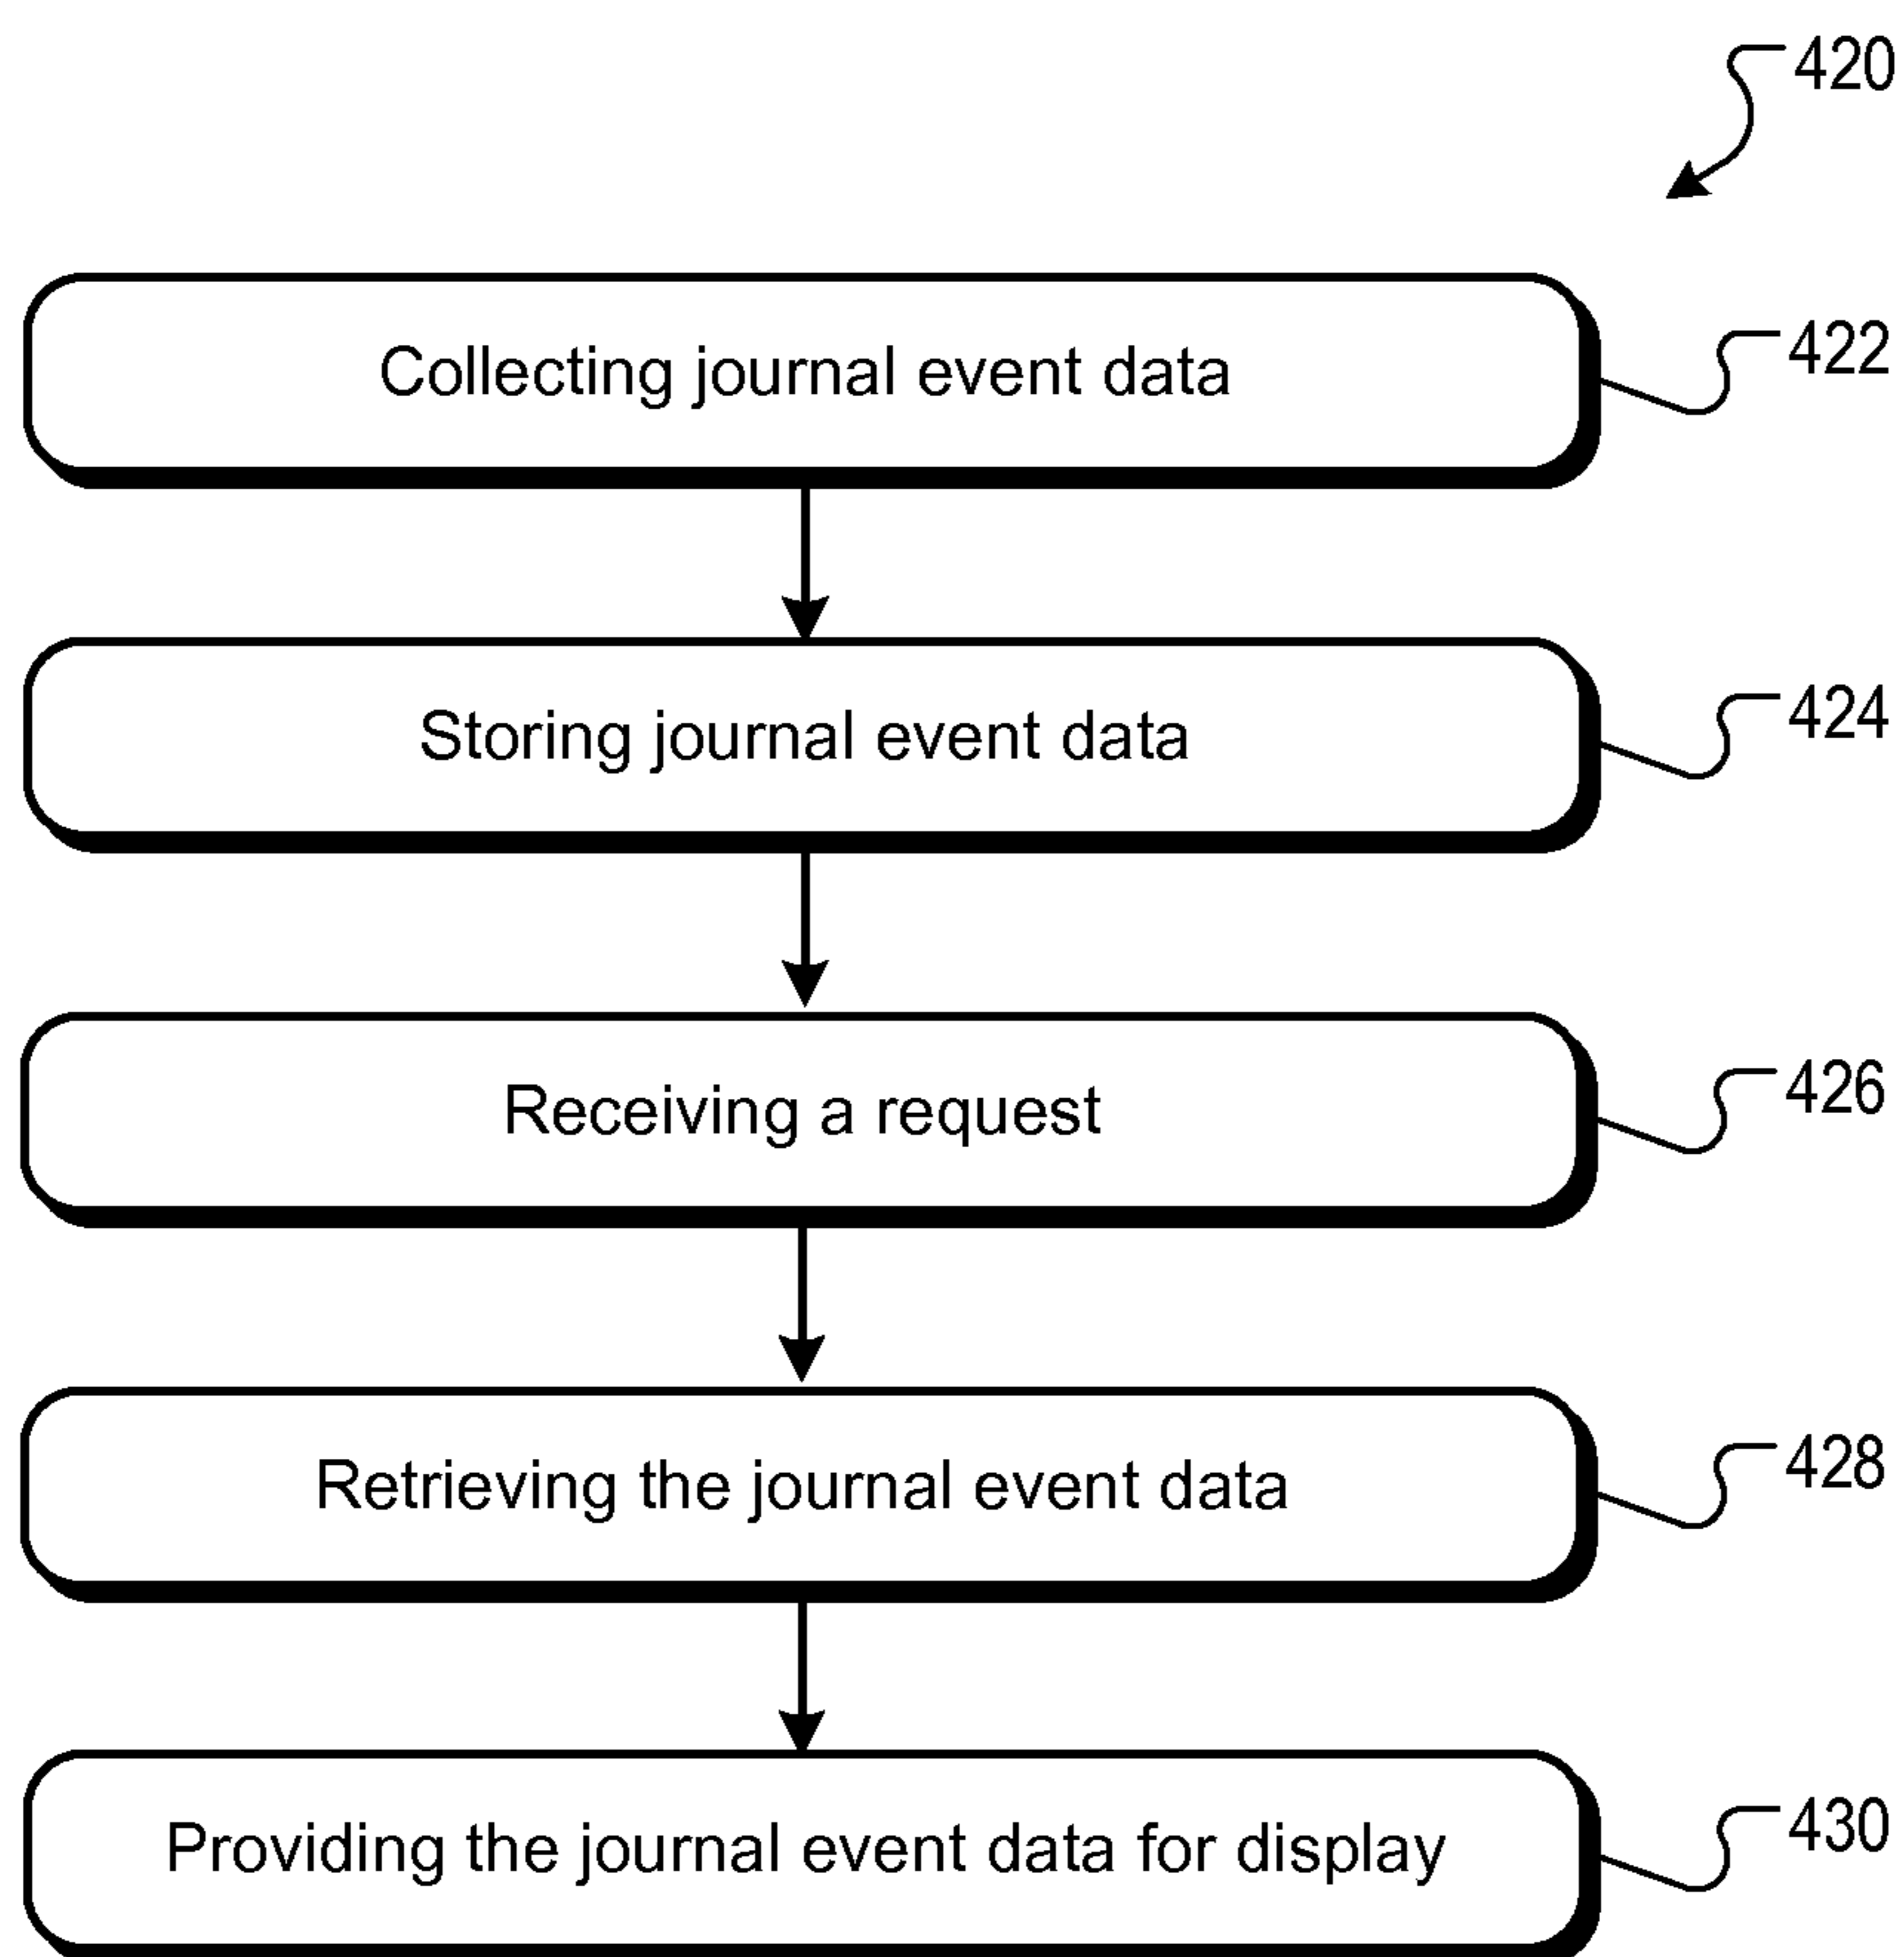 420
Collecting journal event data
422
Storing journal event data
424
Receiving a request
426
Retrieving the journal event data
428
Providing the journal event data for display
430